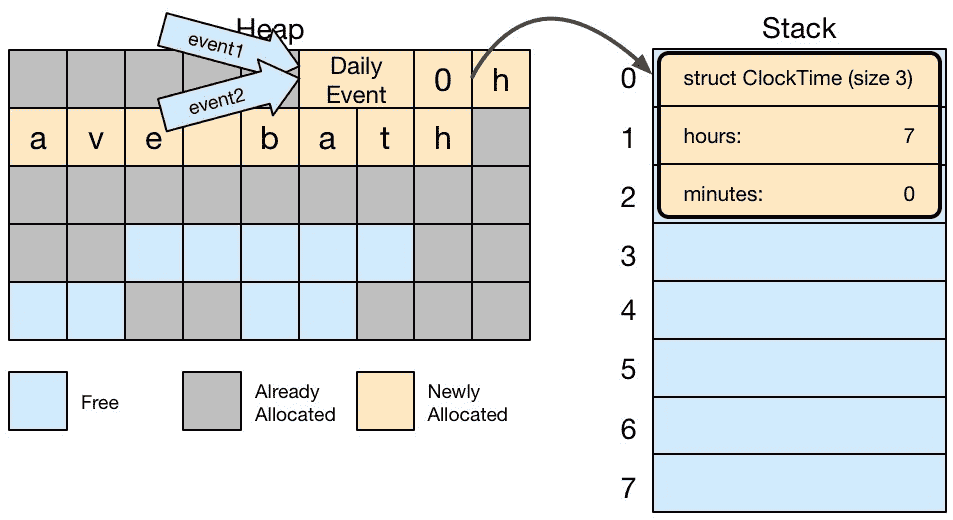 Heap
Stack
event1
event2
Daily
Event
0
h
a
v
e
b
a
t
h
0
struct ClockTime (size 3)
1
hours:
7
2
minutes:
0
3
4
5
6
7
Free
Already
Allocated
Newly
Allocated